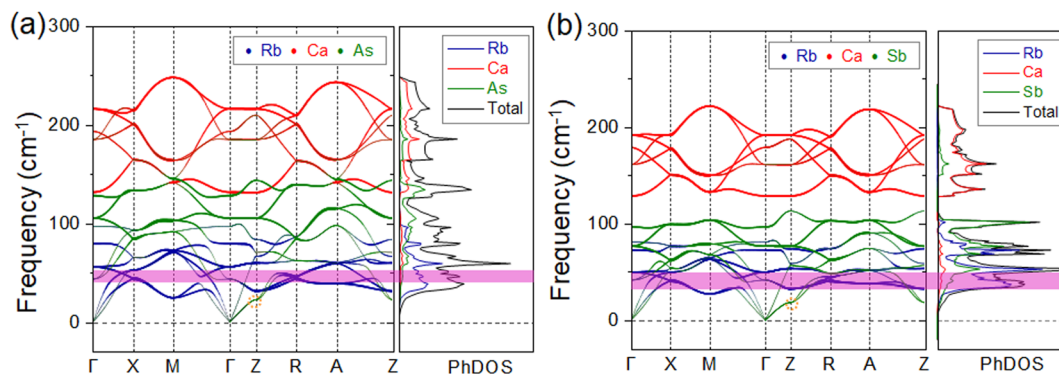 (a)
300
200
100
0
Frequency (cm⁻¹)
Rb Ca As
Rb
Ca
As
Total
Γ X M Γ Z R A Z
PhDOS
(b)
300
200
100
0
Frequency (cm⁻¹)
Rb Ca Sb
Rb
Ca
Sb
Total
Γ X M Γ Z R A Z
PhDOS